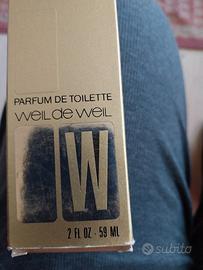 PARFUM DE TOILETTE
weil de weil
W
2 FL OZ · 59 ML
subito